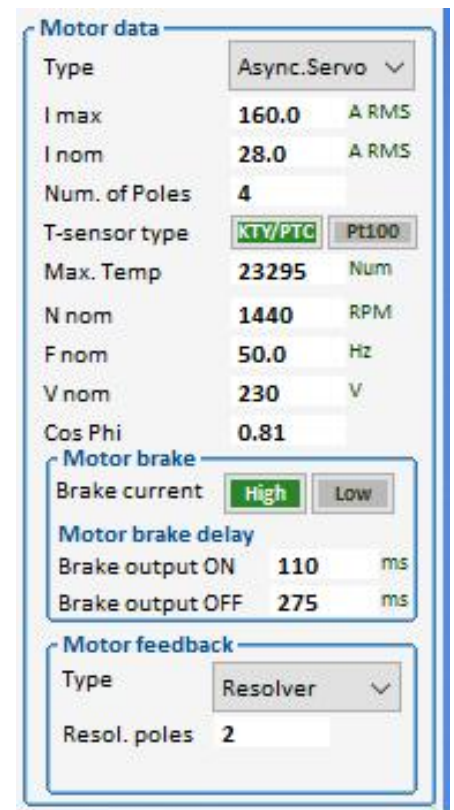 Motor data
Type Async.Servo
I max 160.0 A RMS
I nom 28.0 A RMS
Num. of Poles 4
T-sensor type KTY/PTC Pt100
Max. Temp 23295 Num
N nom 1440 RPM
F nom 50.0 Hz
V nom 230 V
Cos Phi 0.81
Motor brake
Brake current High Low
Motor brake delay
Brake output ON 110 ms
Brake output OFF 275 ms
Motor feedback
Type Resolver
Resol. poles 2